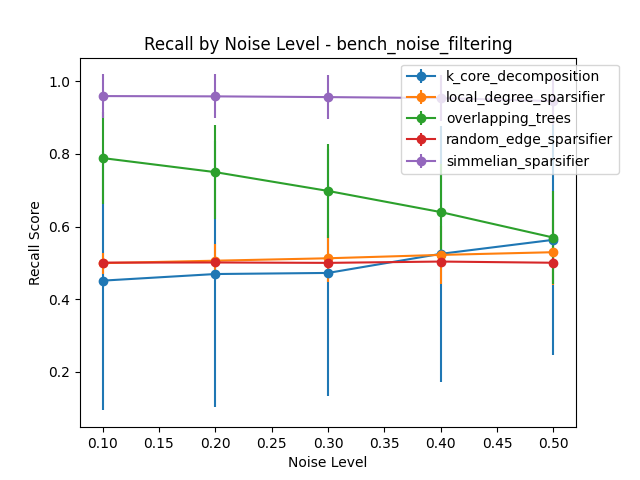 Recall by Noise Level - bench_noise_filtering
k_core_decomposition
local_degree_sparsifier
overlapping_trees
random_edge_sparsifier
simmelian_sparsifier
Recall Score
1.0
0.8
0.6
0.4
0.2
0.10 0.15 0.20 0.25 0.30 0.35 0.40 0.45 0.50
Noise Level